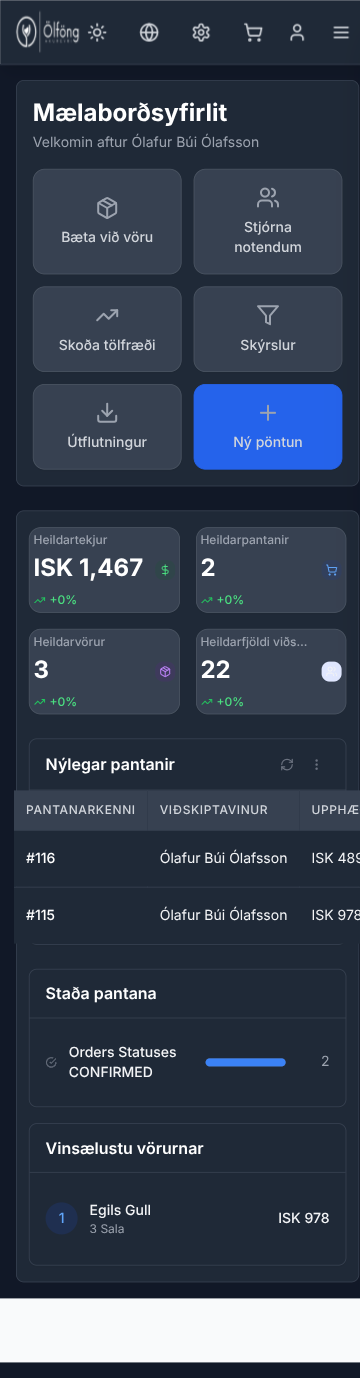 Ölföng
Mælaborðsyfirlit
Velkomin aftur Ólafur Búi Ólafsson
Bæta við vöru
Stjórna
notendum
Skoða tölfræði
Skýrslur
Útflutningur
Ný pöntun
Heildartekjur
ISK 1,467
$
+0%
Heildarpantanir
2
+0%
Heildarvörur
3
+0%
Heildarfjöldi viðs...
22
+0%
Nýlegar pantanir
PANTANARKENNI VIÐSKIPTAVINUR UPPHÆ
#116 Ólafur Búi Ólafsson ISK 489
#115 Ólafur Búi Ólafsson ISK 978
Staða pantana
Orders Statuses
CONFIRMED
2
Vinsælustu vörurnar
1
Egils Gull
3 Sala
ISK 978